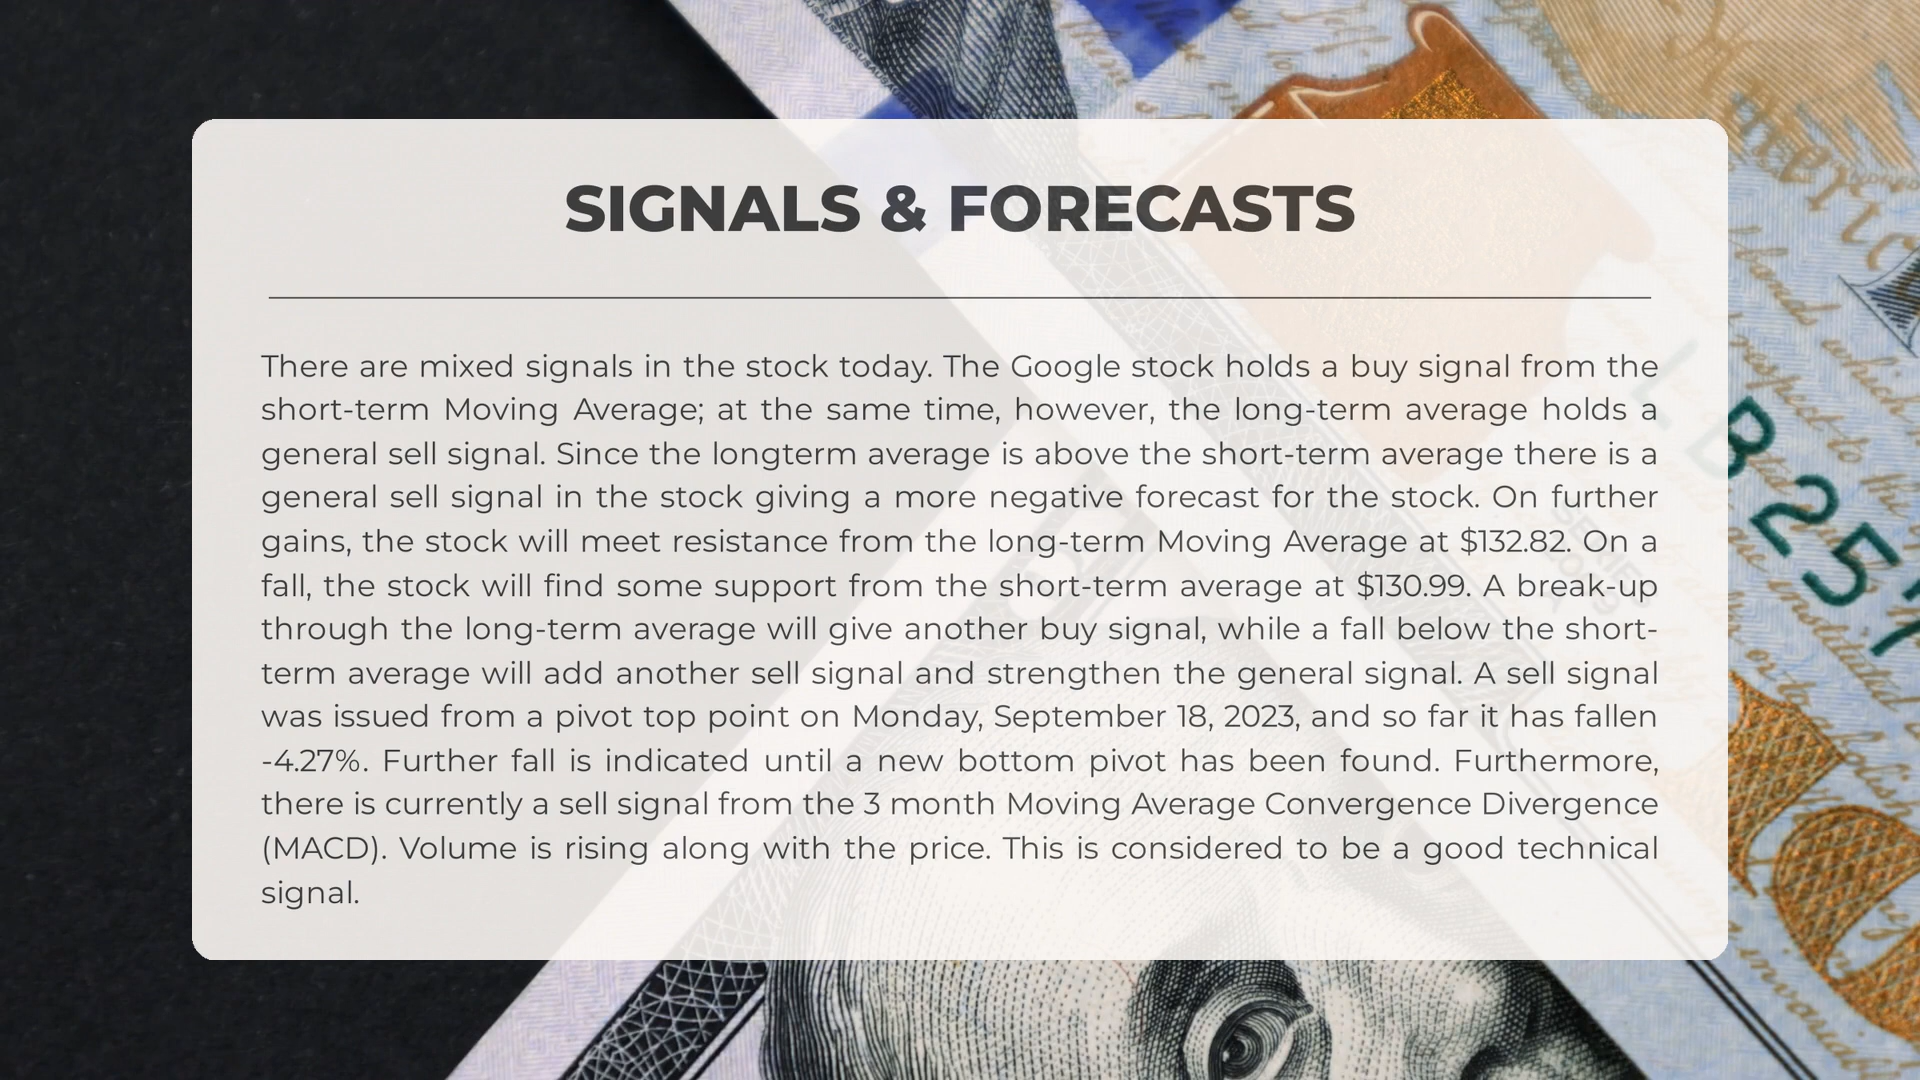 SIGNALS & FORECASTS
There are mixed signals in the stock today. The Google stock holds a buy signal from the
short-term Moving Average; at the same time, however, the long-term average holds a
general sell signal. Since the longterm average is above the short-term average there is a
general sell signal in the stock giving a more negative forecast for the stock. On further
gains, the stock will meet resistance from the long-term Moving Average at $132.82. On a
fall, the stock will find some support from the short-term average at $130.99. A break-up
through the long-term average will give another buy signal, while a fall below the short-
term average will add another sell signal and strengthen the general signal. A sell signal
was issued from a pivot top point on Monday, September 18, 2023, and so far it has fallen
-4.27%. Further fall is indicated until a new bottom pivot has been found. Furthermore,
there is currently a sell signal from the 3 month Moving Average Convergence Divergence
(MACD). Volume is rising along with the price. This is considered to be a good technical
signal.
L B 25